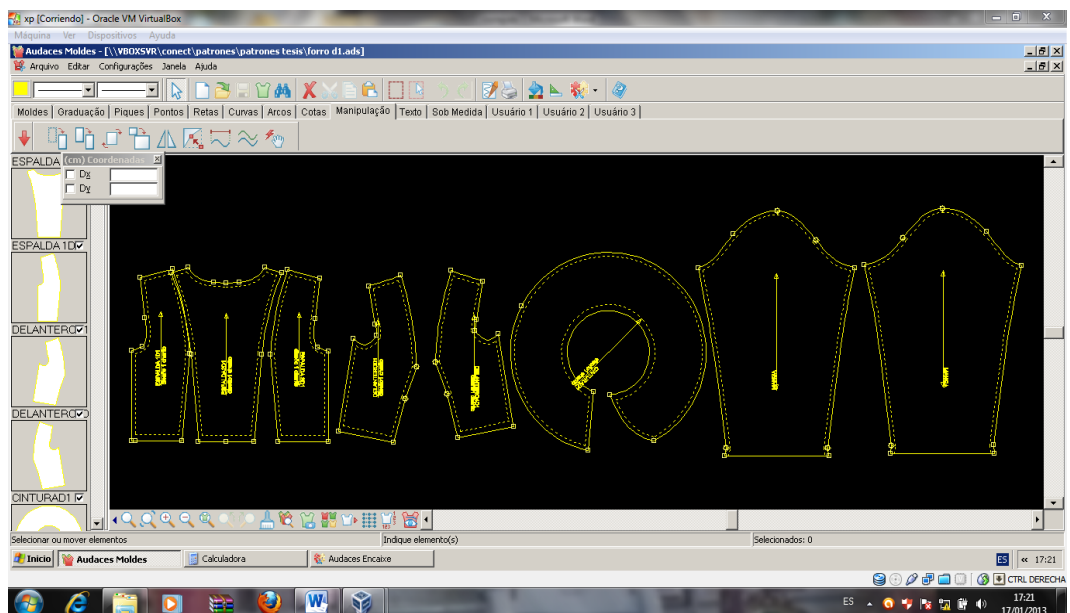 xp [Corriendo] - Oracle VM VirtualBox
Máquina Ver Dispositivos Ayuda
Audaces Moldes - [\\VBOXSVR\conect\patrones\patrones tesis\forro d1.ads]
Arquivo Editar Configurações Janela Ajuda
Moldes Graduação Piques Pontos Retas Curvas Arcos Cotas Manipulação Texto Sob Medida Usuário 1 Usuário 2 Usuário 3
ESPALDA
(cm) Coordenadas
Dx
Dy
ESPALDA 1D
DELANTERO 1
DELANTERO
CINTURAD1
Selecionar ou mover elementos Indique elemento(s) Selecionados: 0
Inicio Audaces Moldes Calculadora Audaces Encaixe ES « 17:21
CTRL DERECHA
ES 17:21
17/01/2013